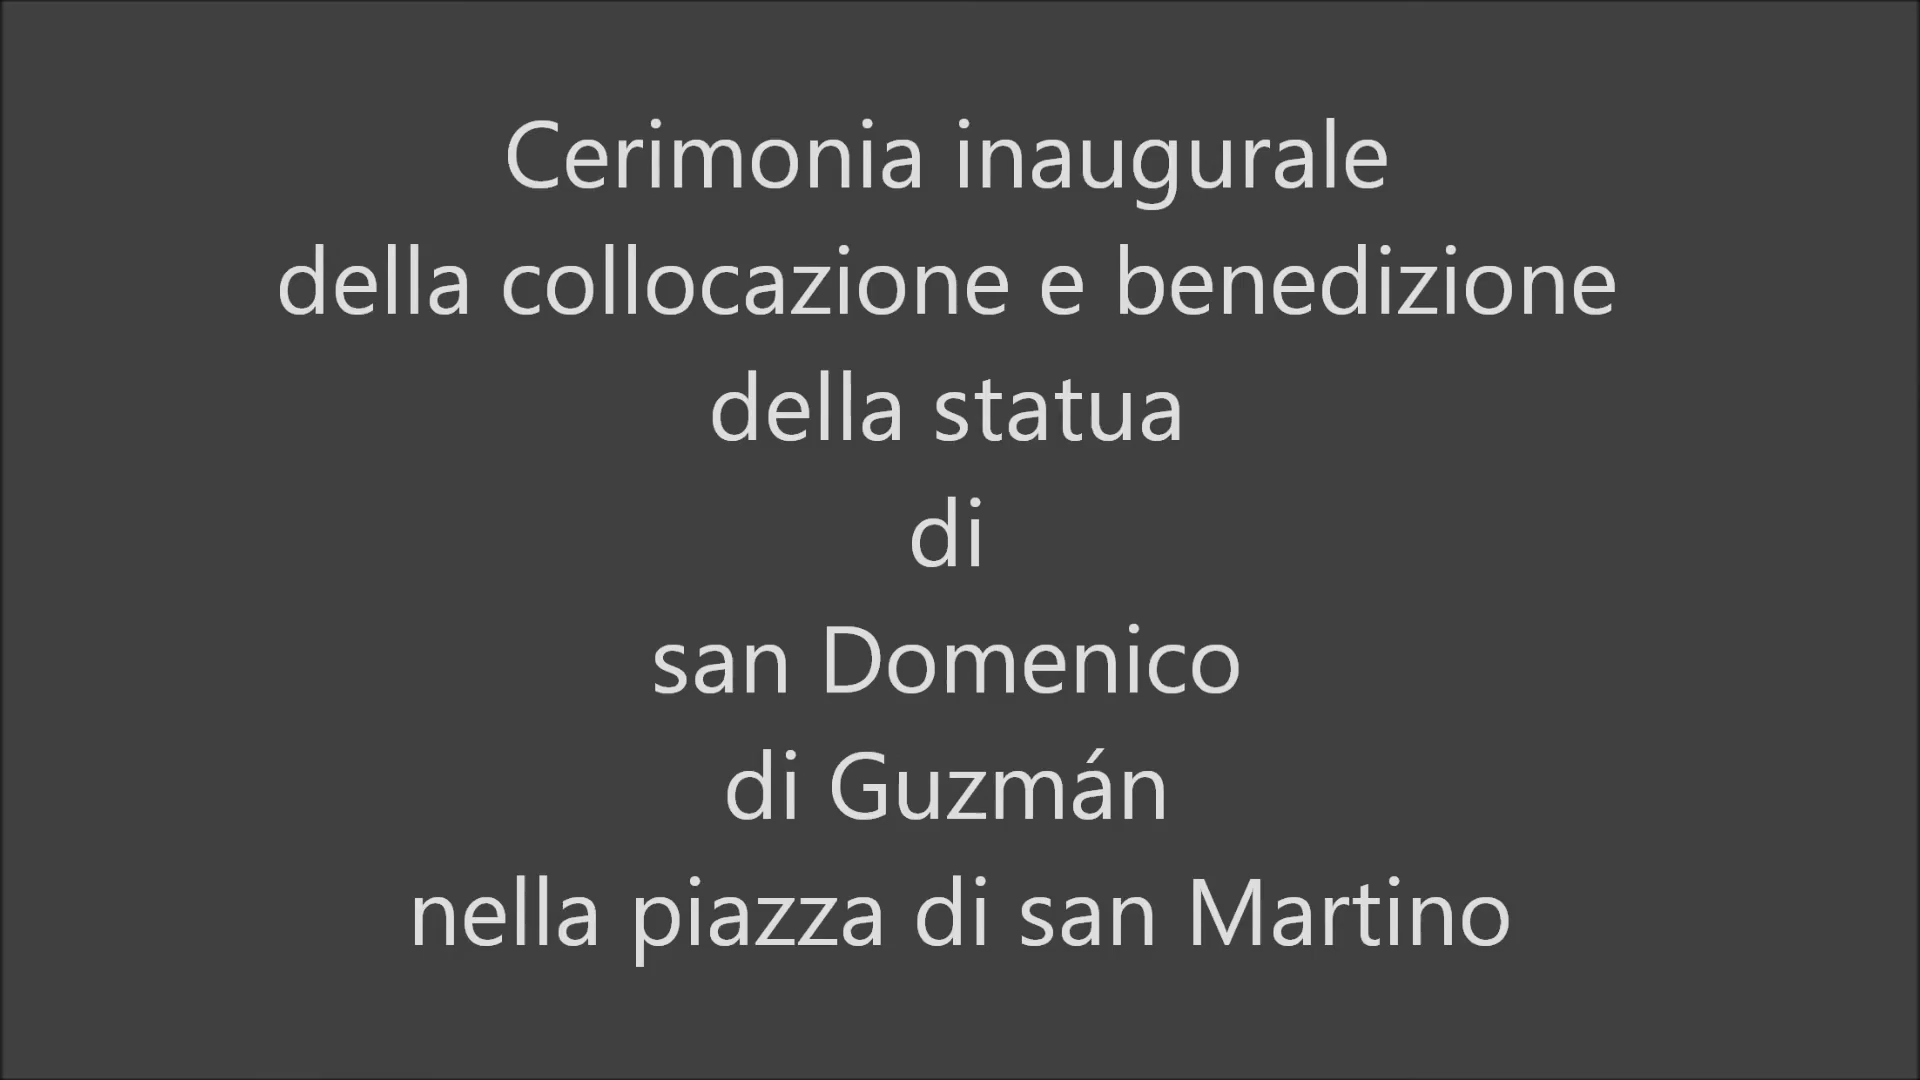 Cerimonia inaugurale
della collocazione e benedizione
della statua
di
san Domenico
di Guzmán
nella piazza di san Martino